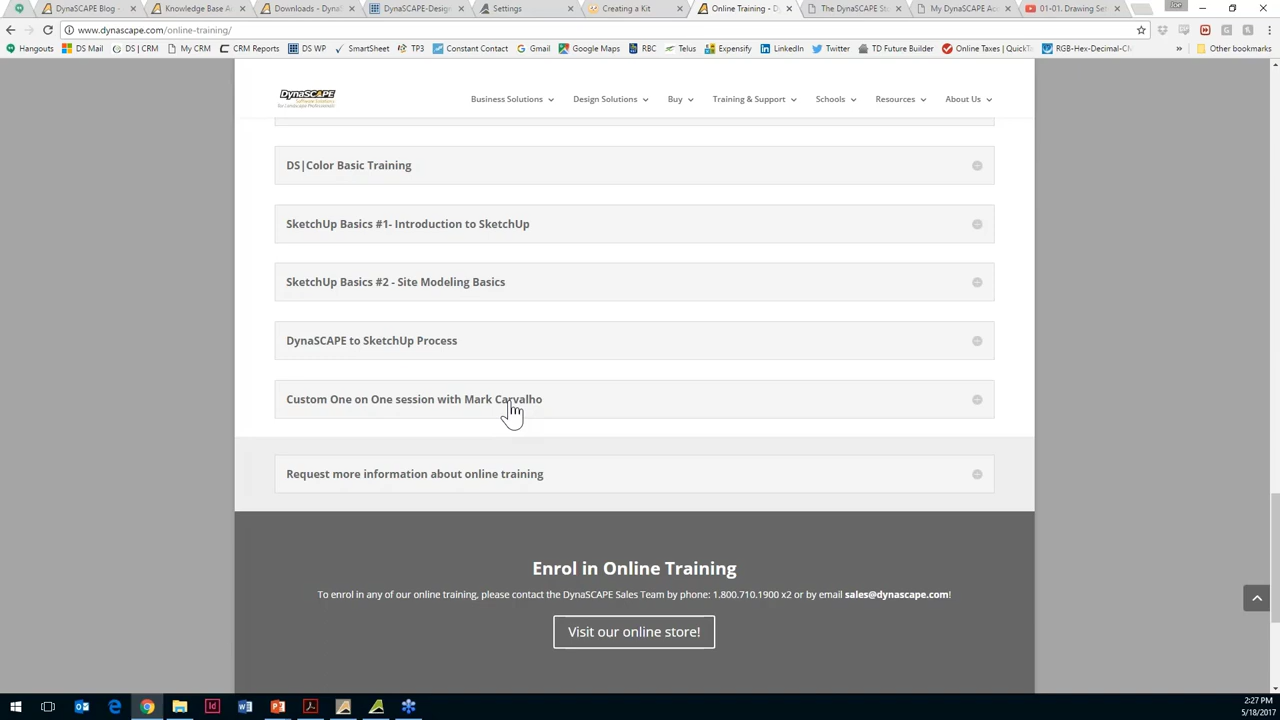 DynaSCAPE Blog -
Knowledge Base A
Downloads - Dyna
DynaSCAPE-Design
Settings
Creating a Kit
Online Training - D
The DynaSCAPE St
My DynaSCAPE Ac
01-01. Drawing Set
www.dynascape.com/online-training/
Hangouts
DS Mail
DS | CRM
My CRM
CRM Reports
DS WP
SmartSheet
TP3
Constant Contact
Gmail
Google Maps
RBC
Telus
Expensify
LinkedIn
Twitter
TD Future Builder
Online Taxes | QuickT
RGB-Hex-Decimal-C
Other bookmarks
DynaSCAPE
Business Solutions
Design Solutions
Buy
Training & Support
Schools
Resources
About Us
DS|Color Basic Training
SketchUp Basics #1- Introduction to SketchUp
SketchUp Basics #2 - Site Modeling Basics
DynaSCAPE to SketchUp Process
Custom One on One session with Mark Carvalho
Request more information about online training
Enrol in Online Training
To enrol in any of our online training, please contact the DynaSCAPE Sales Team by phone: 1.800.710.1900 x2 or by email sales@dynascape.com!
Visit our online store!
2:27 PM
5/18/2017